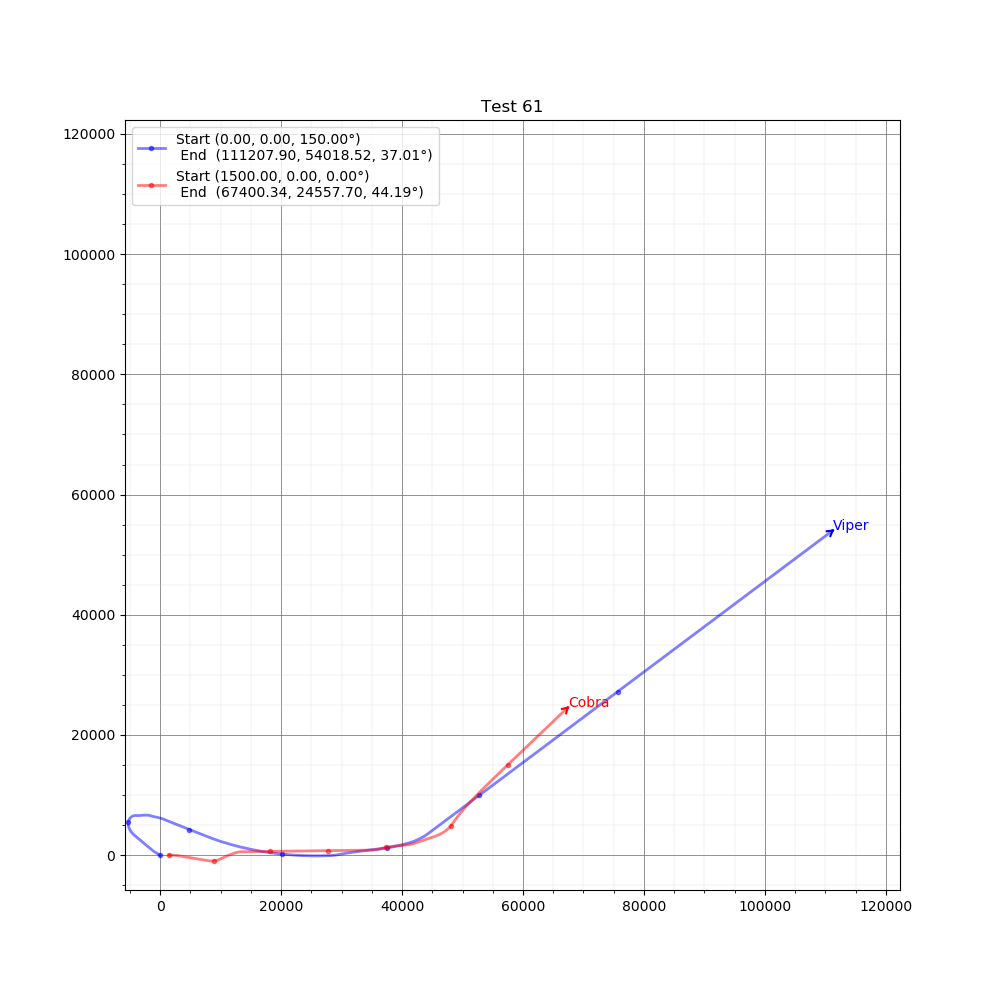 Test 61
Start (0.00, 0.00, 150.00°)
End (111207.90, 54018.52, 37.01°)
Start (1500.00, 0.00, 0.00°)
End (67400.34, 24557.70, 44.19°)
120000
100000
80000
60000
40000
20000
0
Viper
Cobra
0 20000 40000 60000 80000 100000 120000